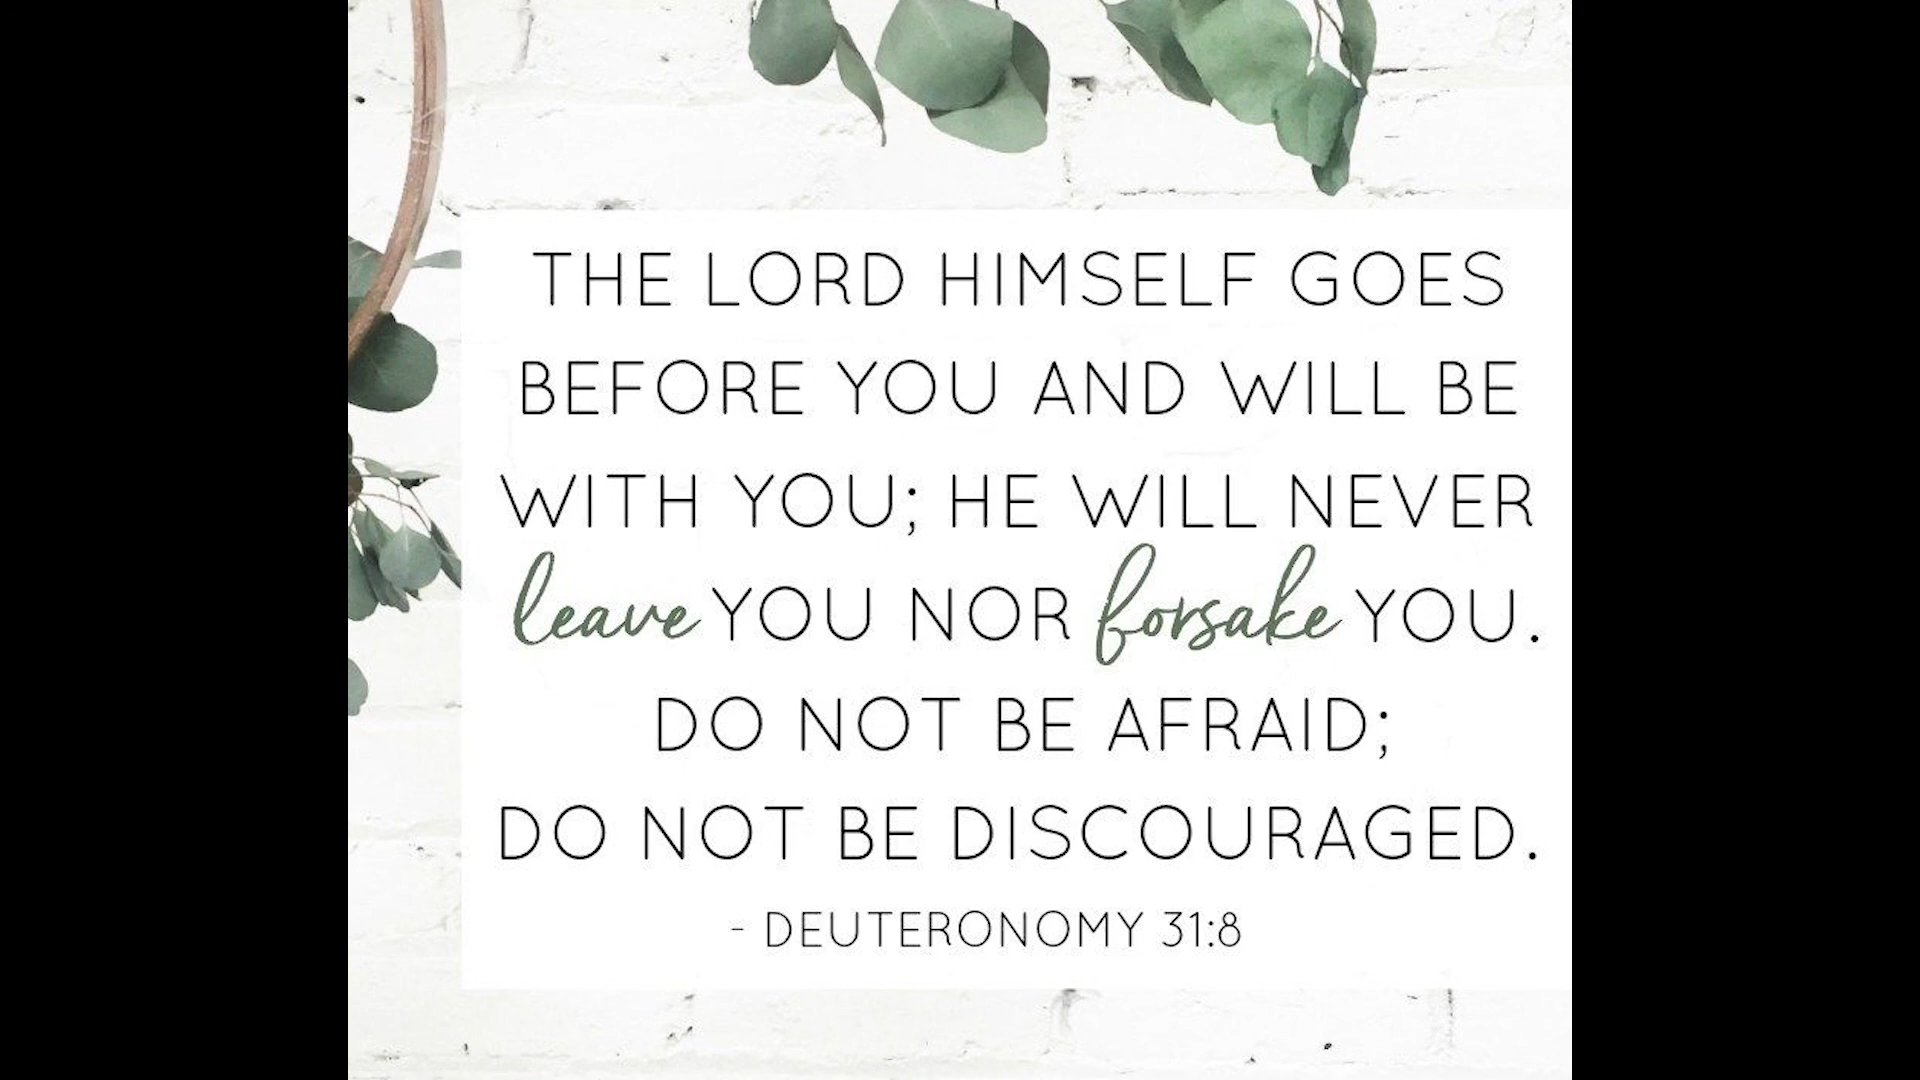 THE LORD HIMSELF GOES
BEFORE YOU AND WILL BE
WITH YOU; HE WILL NEVER
leave YOU NOR forsake YOU.
DO NOT BE AFRAID;
DO NOT BE DISCOURAGED.
- DEUTERONOMY 31:8